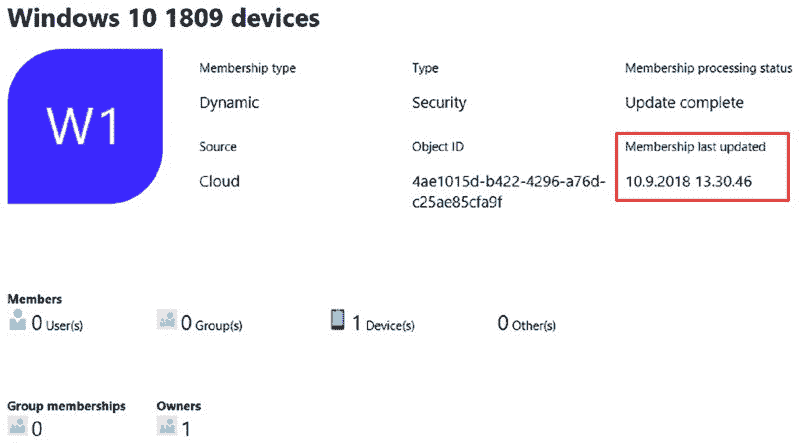 Windows 10 1809 devices
W1
Membership type
Type
Membership processing status
Dynamic
Security
Update complete
Source
Object ID
Membership last updated
Cloud
4ae1015d-b422-4296-a76d-
c25ae85cfa9f
10.9.2018 13.30.46
Members
0 User(s)
0 Group(s)
1 Device(s)
0 Other(s)
Group memberships
Owners
0
1